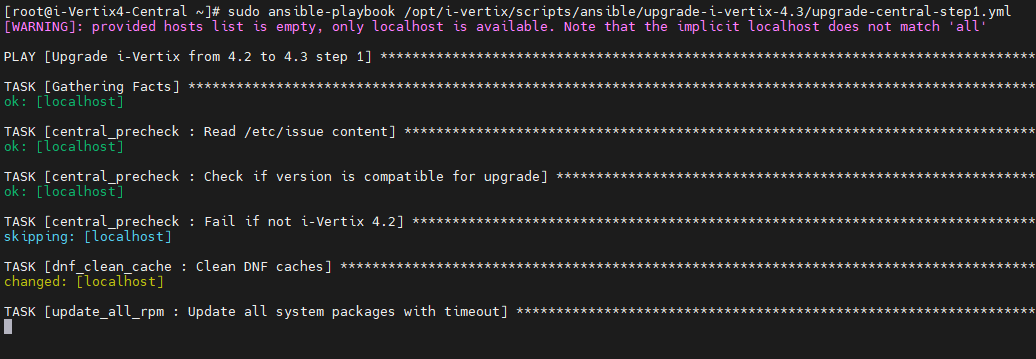 [root@i-Vertix4-Central ~]# sudo ansible-playbook /opt/i-vertix/scripts/ansible/upgrade-i-vertix-4.3/upgrade-central-step1.yml
[WARNING]: provided hosts list is empty, only localhost is available. Note that the implicit localhost does not match 'all'
PLAY [Upgrade i-Vertix from 4.2 to 4.3 step 1] **********************************************************************************
TASK [Gathering Facts] **********************************************************************************************************
ok: [localhost]
TASK [central_precheck : Read /etc/issue content] *******************************************************************************
ok: [localhost]
TASK [central_precheck : Check if version is compatible for upgrade] ************************************************************
ok: [localhost]
TASK [central_precheck : Fail if not i-Vertix 4.2] ******************************************************************************
skipping: [localhost]
TASK [dnf_clean_cache : Clean DNF caches] ***************************************************************************************
changed: [localhost]
TASK [update_all_rpm : Update all system packages with timeout] *****************************************************************